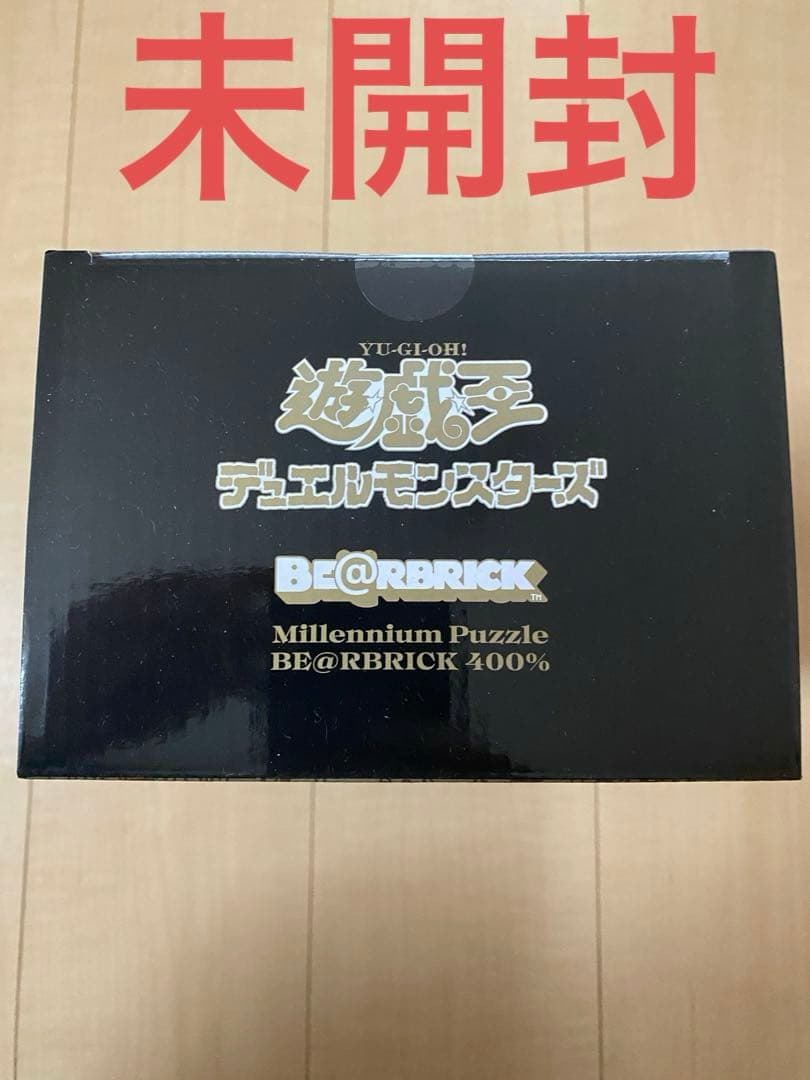 未開封
YU-GI-OH!
遊戯王
デュエルモンスターズ
BE@RBRICK
TM
Millennium Puzzle
BE@RBRICK 400%